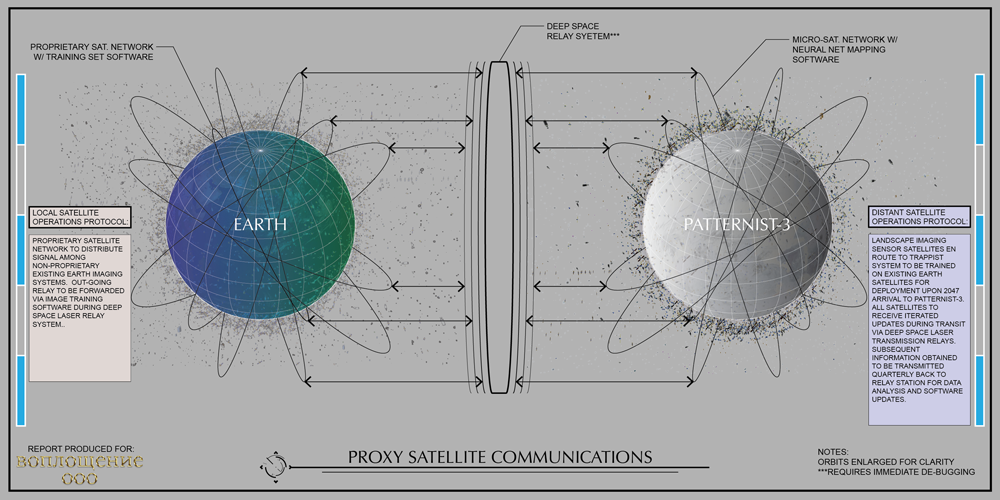 DEEP SPACE
RELAY SYETEM***
PROPRIETARY SAT. NETWORK
W/ TRAINING SET SOFTWARE
MICRO-SAT. NETWORK W/
NEURAL NET MAPPING
SOFTWARE
EARTH
PATTERNIST-3
LOCAL SATELLITE
OPERATIONS PROTOCOL:
PROPRIETARY SATELLITE
NETWORK TO DISTRIBUTE
SIGNAL AMONG
NON-PROPRIETARY
EXISTING EARTH IMAGING
SYSTEMS. OUT-GOING
RELAY TO BE FORWARDED
VIA IMAGE TRAINING
SOFTWARE DURING DEEP
SPACE LASER RELAY
SYSTEM..
DISTANT SATELLITE
OPERATIONS PROTOCOL:
LANDSCAPE IMAGING
SENSOR SATELLITES EN
ROUTE TO TRAPPIST
SYSTEM TO BE TRAINED
ON EXISTING EARTH
SATELLITES FOR
DEPLOYMENT UPON 2047
ARRIVAL TO PATTERNIST-3.
ALL SATELLITES TO
RECEIVE ITERATED
UPDATES DURING TRANSIT
VIA DEEP SPACE LASER
TRANSMISSION RELAYS.
SUBSEQUENT
INFORMATION OBTAINED
TO BE TRANSMITTED
QUARTERLY BACK TO
RELAY STATION FOR DATA
ANALYSIS AND SOFTWARE
UPDATES.
REPORT PRODUCED FOR:
ВОПЛОЩЕНИЕ
ООО
PROXY SATELLITE COMMUNICATIONS
NOTES:
ORBITS ENLARGED FOR CLARITY
***REQUIRES IMMEDIATE DE-BUGGING